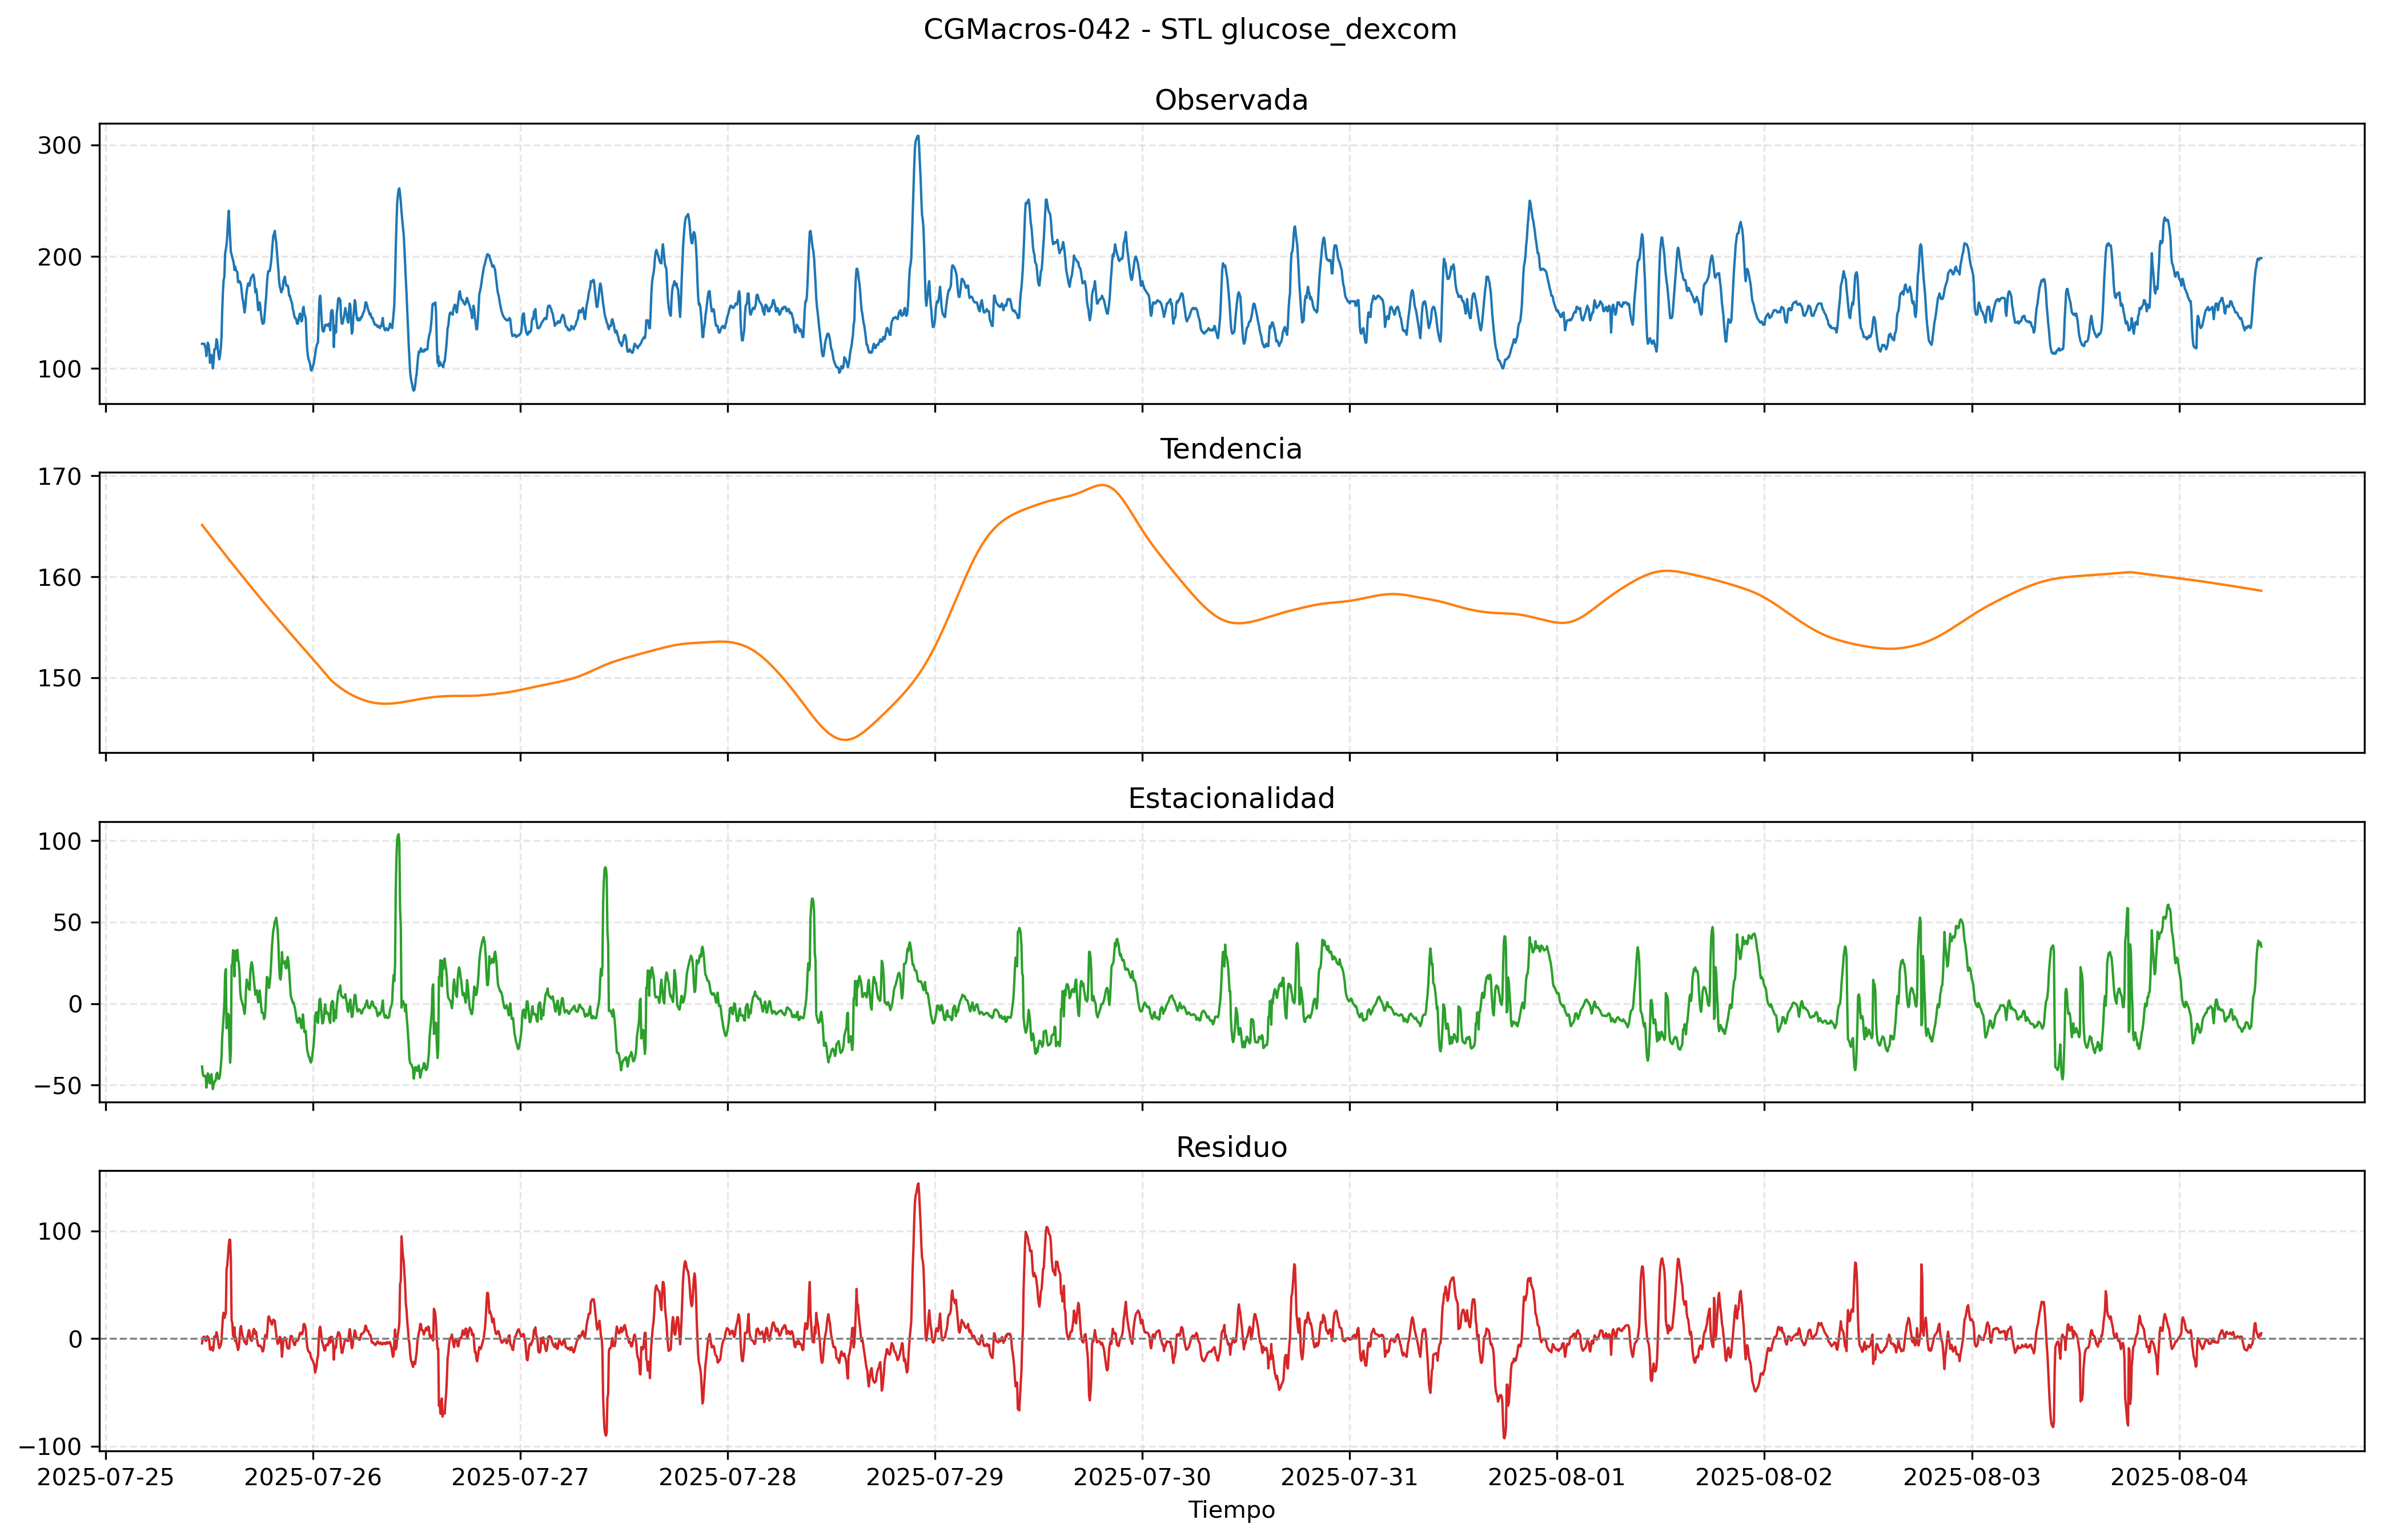 CGMacros-042 - STL glucose_dexcom
Observada
300
200
100
Tendencia
170
160
150
Estacionalidad
100
50
0
−50
Residuo
100
0
−100
2025-07-25 2025-07-26 2025-07-27 2025-07-28 2025-07-29 2025-07-30 2025-07-31 2025-08-01 2025-08-02 2025-08-03 2025-08-04
Tiempo